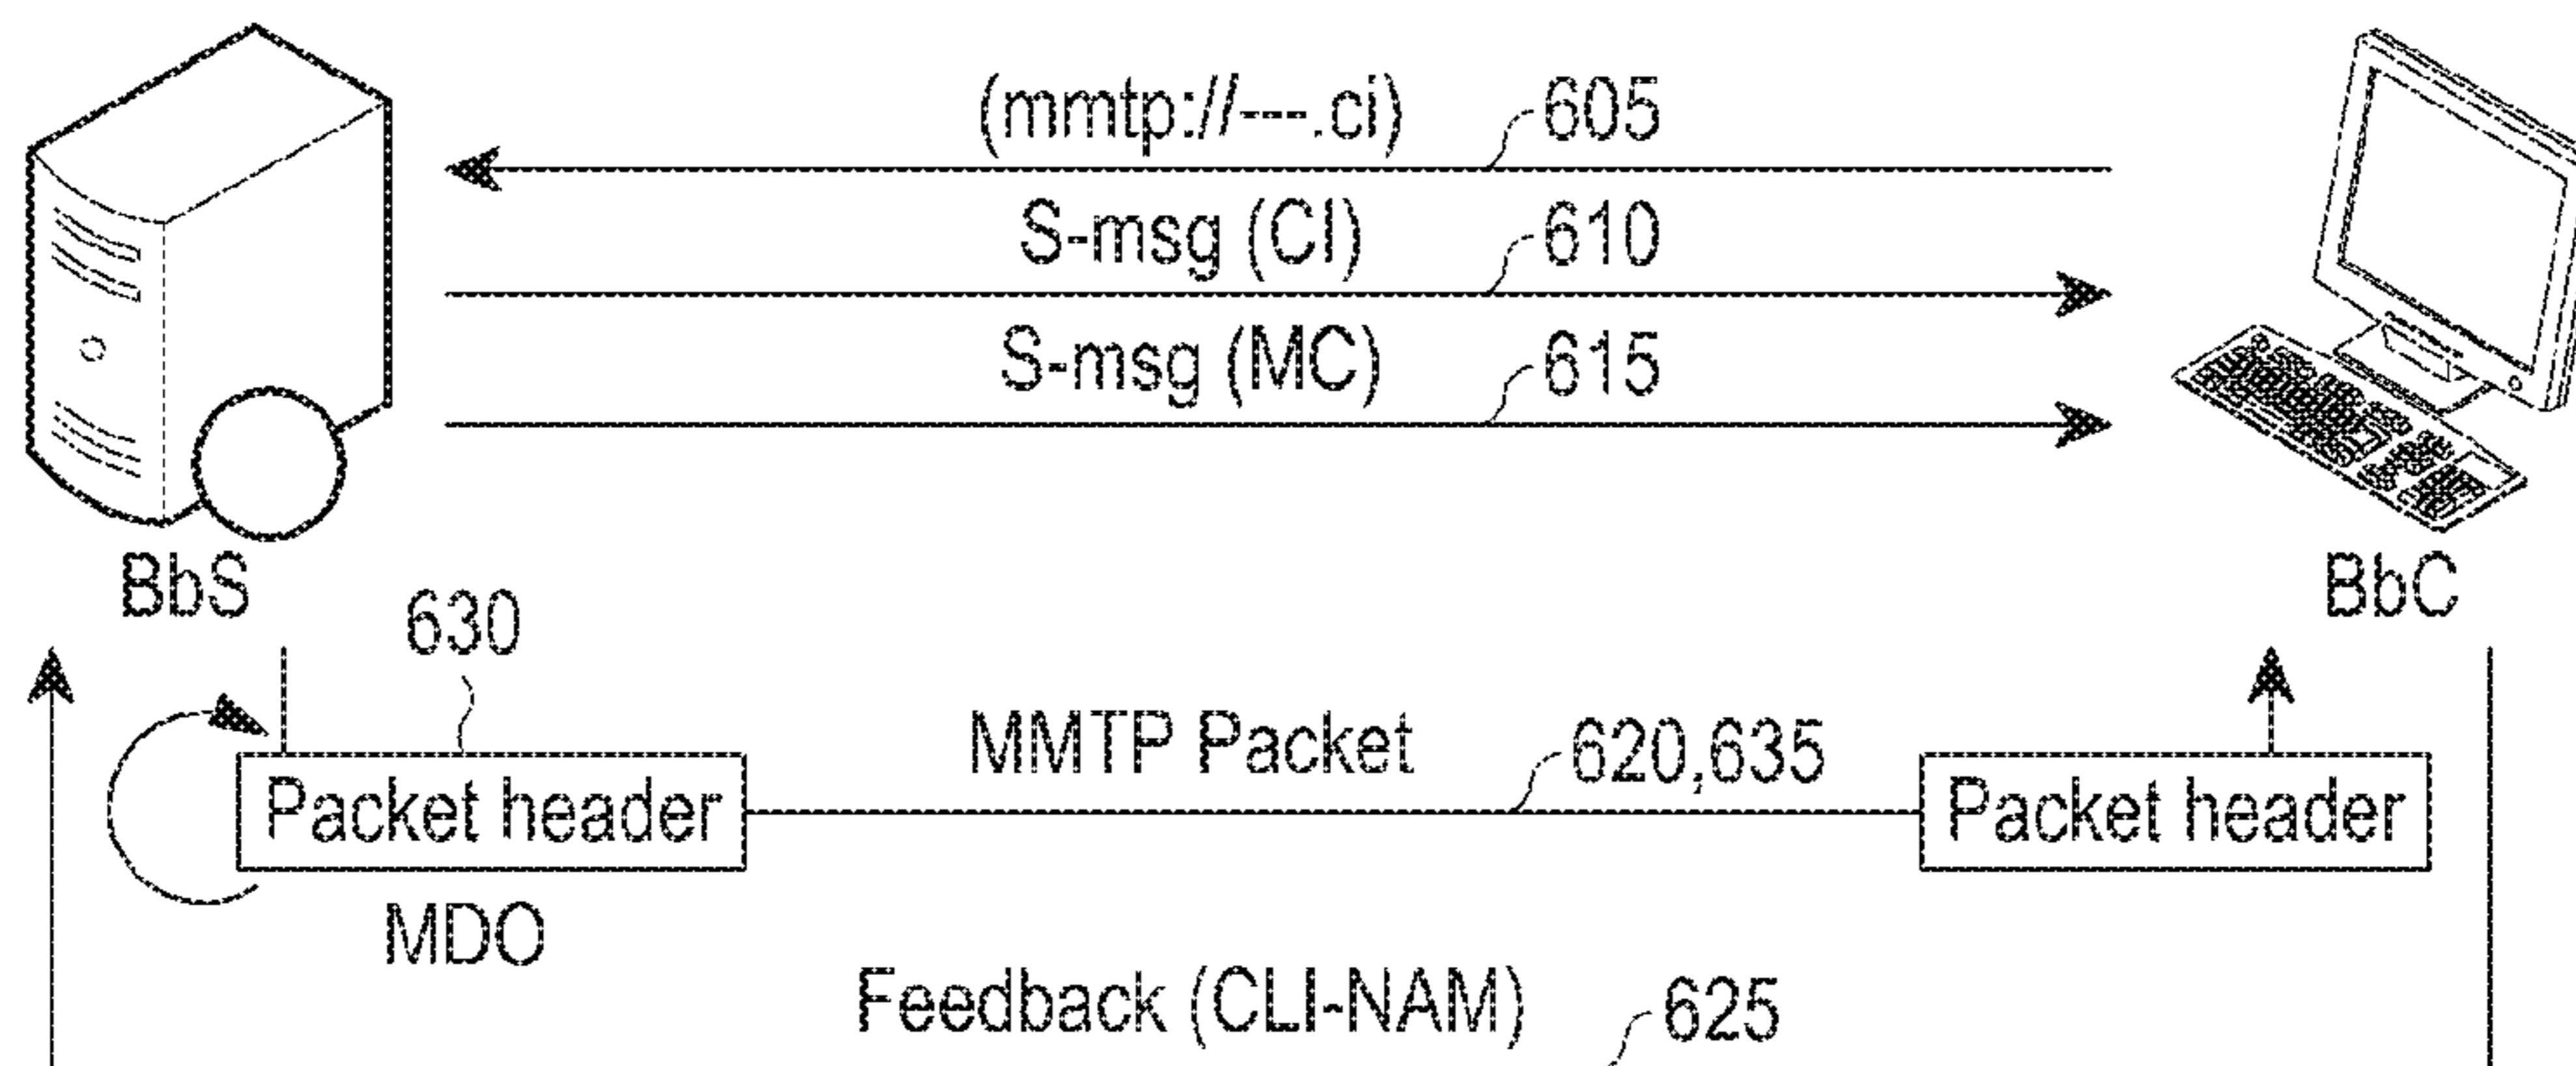 (mmtp://---.ci) 605
S-msg (CI) 610
S-msg (MC) 615
BbS
BbC
630
MMTP Packet 620,635
Packet header
Packet header
MDO
Feedback (CLI-NAM) 625